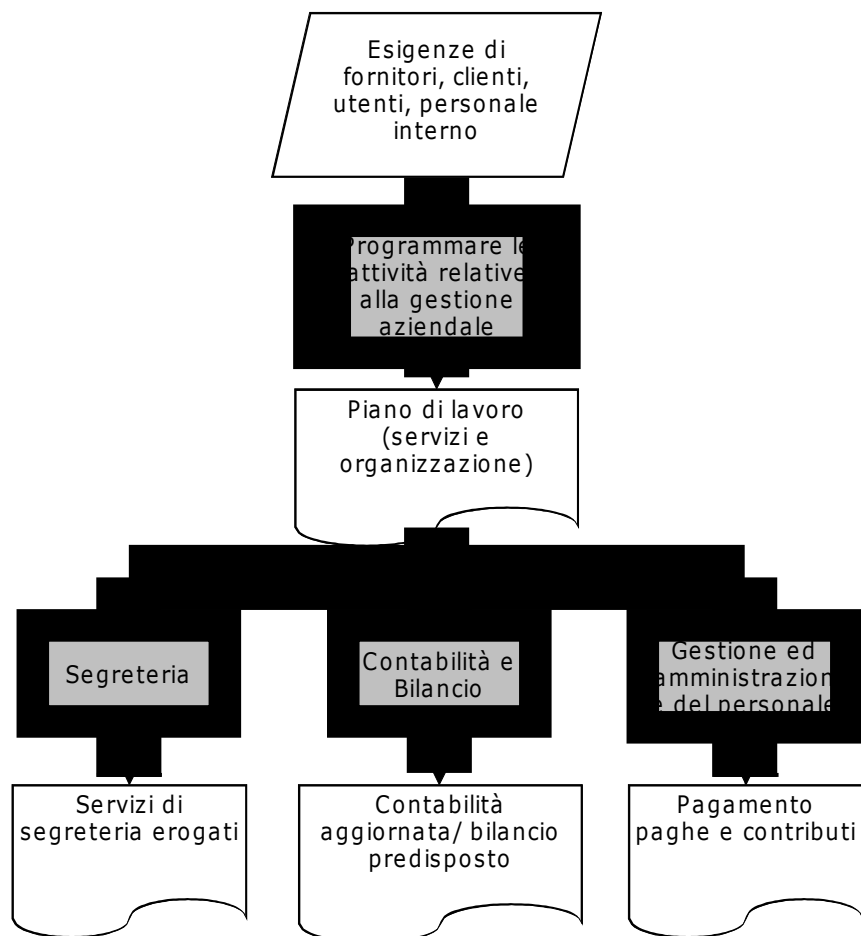 Esigenze di
fornitori, clienti,
utenti, personale
interno
Programmare le
attività relative
alla gestione
aziendale
Piano di lavoro
(servizi e
organizzazione)
Segreteria
Contabilità e
Bilancio
Gestione ed
amministrazion
e del personale
Servizi di
segreteria erogati
Contabilità
aggiornata/ bilancio
predisposto
Pagamento
paghe e contributi